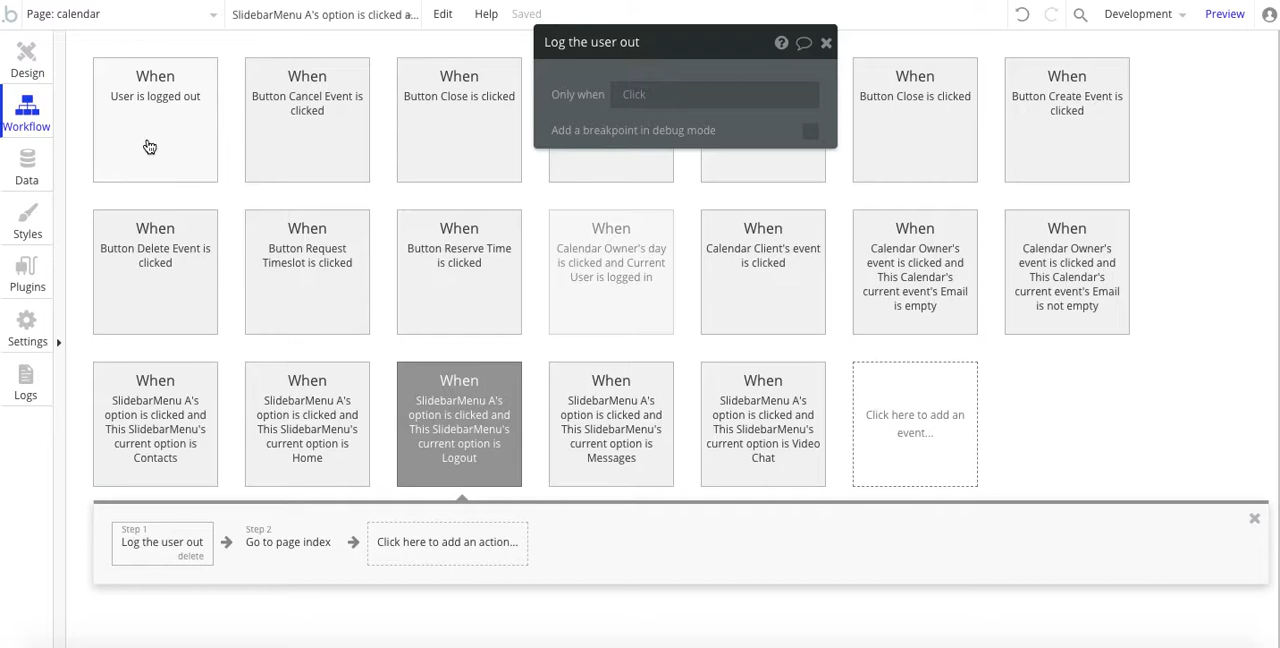 Page: calendar
SlidebarMenu A's option is clicked a...
Edit
Help
Saved
Development
Preview
Design
Workflow
Data
Styles
Plugins
Settings
Logs
Log the user out
Only when
Click
Add a breakpoint in debug mode
When
User is logged out
When
Button Cancel Event is
clicked
When
Button Close is clicked
When
Button Close is clicked
When
Button Create Event is
clicked
When
Button Delete Event is
clicked
When
Button Request
Timeslot is clicked
When
Button Reserve Time
is clicked
When
Calendar Owner's day
is clicked and Current
User is logged in
When
Calendar Client's event
is clicked
When
Calendar Owner's
event is clicked and
This Calendar's
current event's Email
is empty
When
Calendar Owner's
event is clicked and
This Calendar's
current event's Email
is not empty
When
SlidebarMenu A's
option is clicked and
This SlidebarMenu's
current option is
Contacts
When
SlidebarMenu A's
option is clicked and
This SlidebarMenu's
current option is
Home
When
SlidebarMenu A's
option is clicked and
This SlidebarMenu's
current option is
Logout
When
SlidebarMenu A's
option is clicked and
This SlidebarMenu's
current option is
Messages
When
SlidebarMenu A's
option is clicked and
This SlidebarMenu's
current option is Video
Chat
Click here to add an
event...
Step 1
Log the user out
delete
Step 2
Go to page index
Click here to add an action...